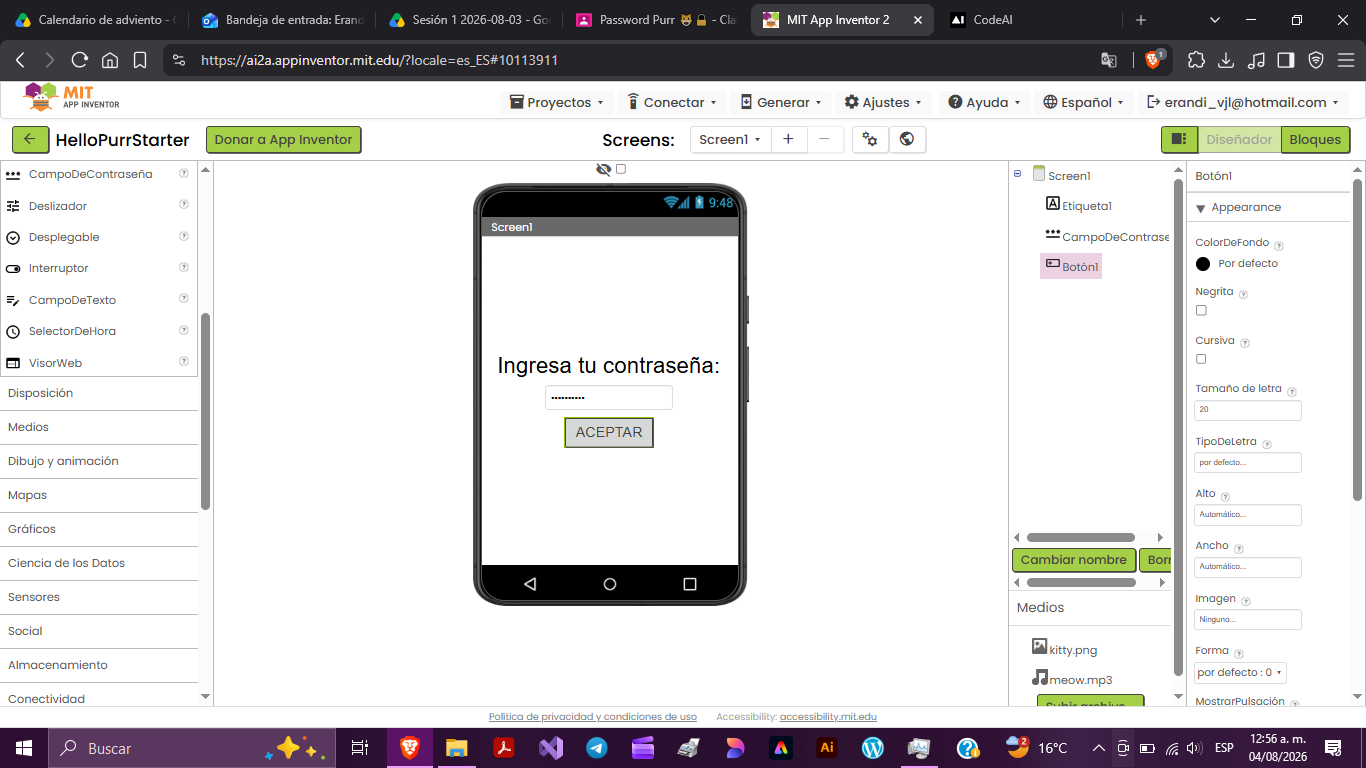 Calendario de adviento - 
Bandeja de entrada: Erand
Sesión 1 2026-08-03 - Go
Password Purr 😼🔒 - Cla
MIT App Inventor 2
CodeAI
https://ai2a.appinventor.mit.edu/?locale=es_ES#10113911
1
MIT
APP INVENTOR
Proyectos
Conectar
Generar
Ajustes
Ayuda
Español
erandi_vjl@hotmail.com
HelloPurrStarter
Donar a App Inventor
Screens:
Screen1
+
−
Diseñador
Bloques
CampoDeContraseña
Deslizador
Desplegable
Interruptor
CampoDeTexto
SelectorDeHora
VisorWeb
Disposición
Medios
Dibujo y animación
Mapas
Gráficos
Ciencia de los Datos
Sensores
Social
Almacenamiento
Conectividad
9:48
Screen1
Ingresa tu contraseña:
••••••••••
ACEPTAR
Screen1
Etiqueta1
CampoDeContrase
Botón1
Cambiar nombre
Borr
Medios
kitty.png
meow.mp3
Subir archivo
Botón1
Appearance
ColorDeFondo
Por defecto
Negrita
Cursiva
Tamaño de letra
20
TipoDeLetra
por defecto...
Alto
Automático...
Ancho
Automático...
Imagen
Ninguno...
Forma
por defecto : 0
MostrarPulsación
Política de privacidad y condiciones de uso
Accessibility: accessibility.mit.edu
Buscar
Ai
2
16°C
ESP
12:56 a. m.
04/08/2026